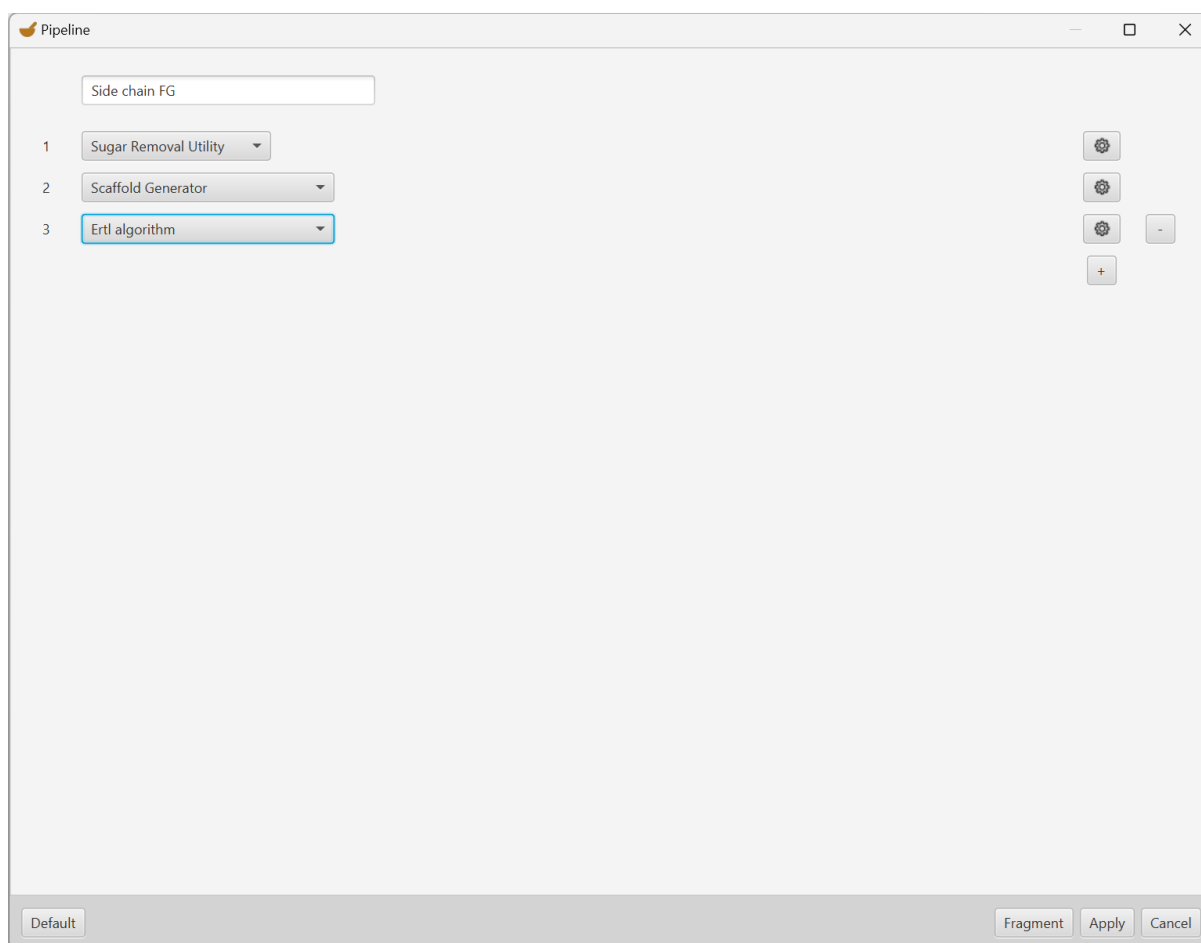 Pipeline
Side chain FG
1 Sugar Removal Utility
2 Scaffold Generator
3 Ertl algorithm -
+
Default Fragment Apply Cancel